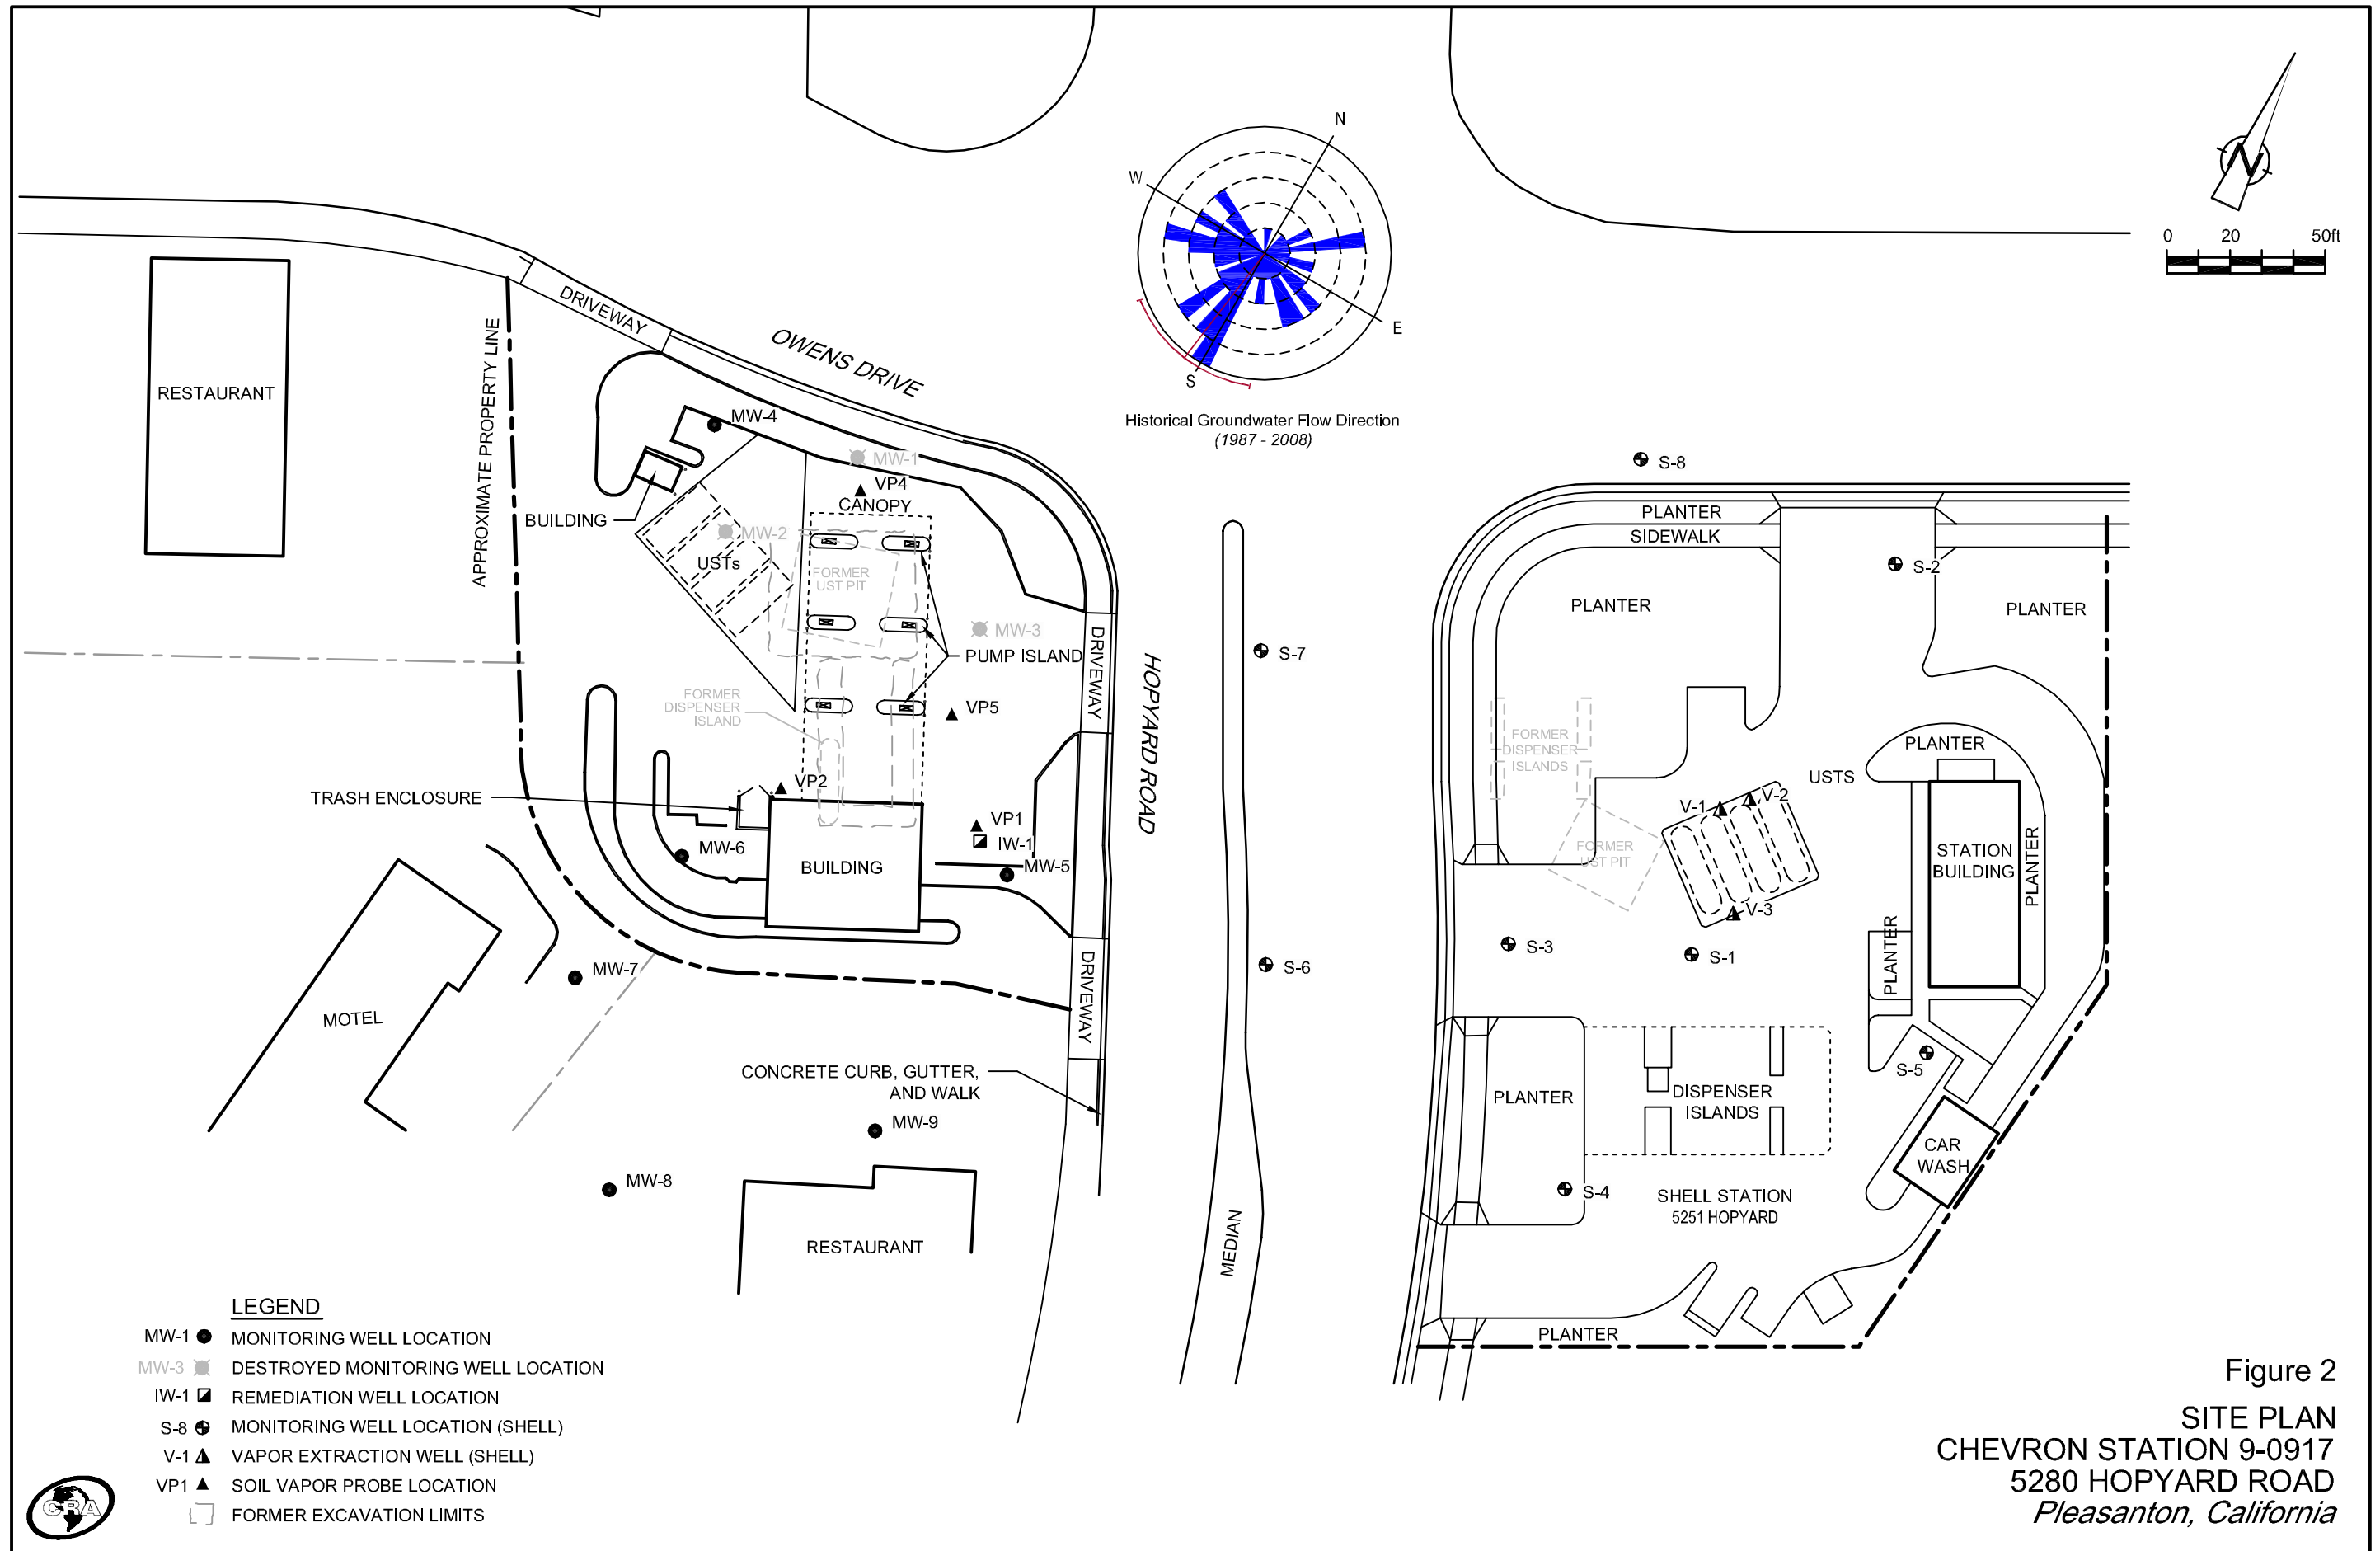 N
W
E
S
Historical Groundwater Flow Direction
(1987 - 2008)
N
0 20 50ft
RESTAURANT
APPROXIMATE PROPERTY LINE
DRIVEWAY
OWENS DRIVE
MW-4
MW-1
VP4
CANOPY
BUILDING
MW-2
USTs
FORMER
UST PIT
MW-3
PUMP ISLAND
DRIVEWAY
HOPYARD ROAD
FORMER
DISPENSER
ISLAND
VP5
VP2
TRASH ENCLOSURE
VP1
IW-1
MW-6
BUILDING
MW-5
MW-7
MOTEL
DRIVEWAY
CONCRETE CURB, GUTTER,
AND WALK
MW-9
MW-8
RESTAURANT
MEDIAN
S-7
S-6
S-8
PLANTER
SIDEWALK
S-2
PLANTER
PLANTER
FORMER
DISPENSER
ISLANDS
PLANTER
USTS
V-1
V-2
FORMER
UST PIT
STATION
BUILDING
PLANTER
V-3
S-3
S-1
PLANTER
S-5
PLANTER
DISPENSER
ISLANDS
CAR
WASH
S-4
SHELL STATION
5251 HOPYARD
PLANTER
LEGEND
MW-1 MONITORING WELL LOCATION
MW-3 DESTROYED MONITORING WELL LOCATION
IW-1 REMEDIATION WELL LOCATION
S-8 MONITORING WELL LOCATION (SHELL)
V-1 VAPOR EXTRACTION WELL (SHELL)
VP1 SOIL VAPOR PROBE LOCATION
FORMER EXCAVATION LIMITS
CRA
Figure 2
SITE PLAN
CHEVRON STATION 9-0917
5280 HOPYARD ROAD
Pleasanton, California